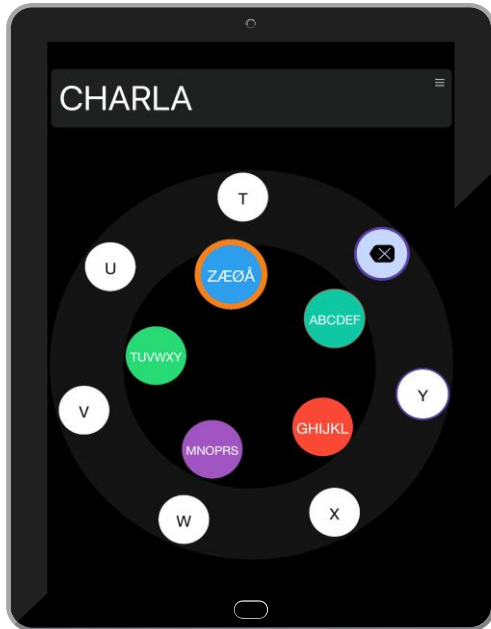 CHARLA
T
U
ZÆØÅ
ABCDEF
TUVWXY
Y
V
GHIJKL
MNOPRS
X
W